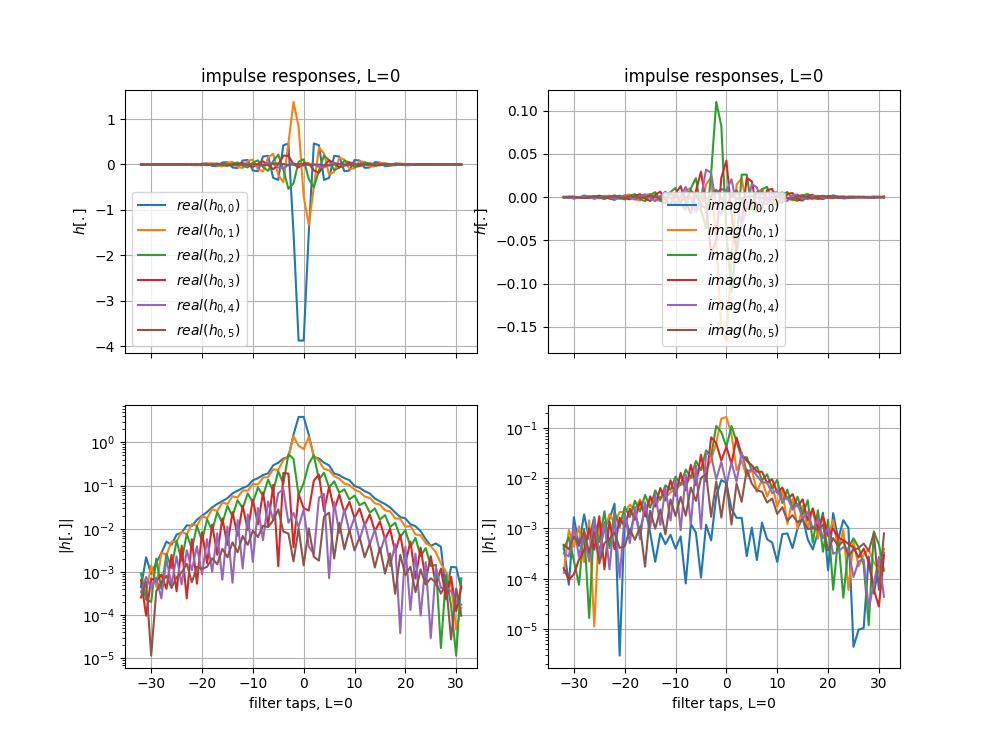 impulse responses, L=0
1
0
−1
−2
−3
−4
h[.]
real(h0,0)
real(h0,1)
real(h0,2)
real(h0,3)
real(h0,4)
real(h0,5)
impulse responses, L=0
0.10
0.05
0.00
−0.05
−0.10
−0.15
h[.]
imag(h0,0)
imag(h0,1)
imag(h0,2)
imag(h0,3)
imag(h0,4)
imag(h0,5)
10^0
10^−1
10^−2
10^−3
10^−4
10^−5
|h[.]|
−30 −20 −10 0 10 20 30
filter taps, L=0
10^−1
10^−2
10^−3
10^−4
10^−5
|h[.]|
−30 −20 −10 0 10 20 30
filter taps, L=0